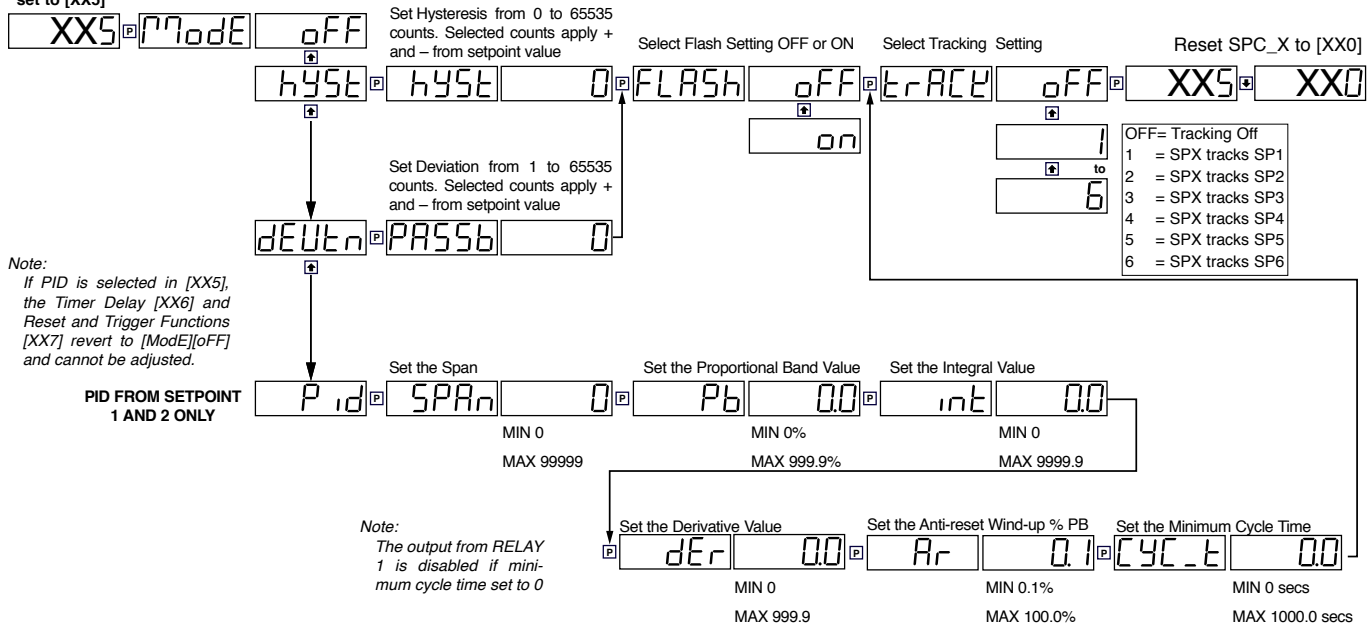 set to [XX5]
XX5 P ModE oFF
Set Hysteresis from 0 to 65535
counts. Selected counts apply +
and – from setpoint value
Select Flash Setting OFF or ON
Select Tracking Setting
Reset SPC_X to [XX0]
hYSt P hYSt 0 P FLASh oFF P trACK oFF P XX5 XX0
on
1
to
6
OFF= Tracking Off
1 = SPX tracks SP1
2 = SPX tracks SP2
3 = SPX tracks SP3
4 = SPX tracks SP4
5 = SPX tracks SP5
6 = SPX tracks SP6
Set Deviation from 1 to 65535
counts. Selected counts apply +
and – from setpoint value
dEVtn P PASSb 0
Note:
If PID is selected in [XX5],
the Timer Delay [XX6] and
Reset and Trigger Functions
[XX7] revert to [ModE][oFF]
and cannot be adjusted.
PID FROM SETPOINT
1 AND 2 ONLY
Set the Span
Set the Proportional Band Value
Set the Integral Value
Pid P SPAn 0 P Pb 0.0 P int 0.0
MIN 0
MAX 99999
MIN 0%
MAX 999.9%
MIN 0
MAX 9999.9
Note:
The output from RELAY
1 is disabled if mini-
mum cycle time set to 0
Set the Derivative Value
Set the Anti-reset Wind-up % PB
Set the Minimum Cycle Time
P dEr 0.0 P Ar 0.1 P CYC_t 0.0
MIN 0
MAX 999.9
MIN 0.1%
MAX 100.0%
MIN 0 secs
MAX 1000.0 secs